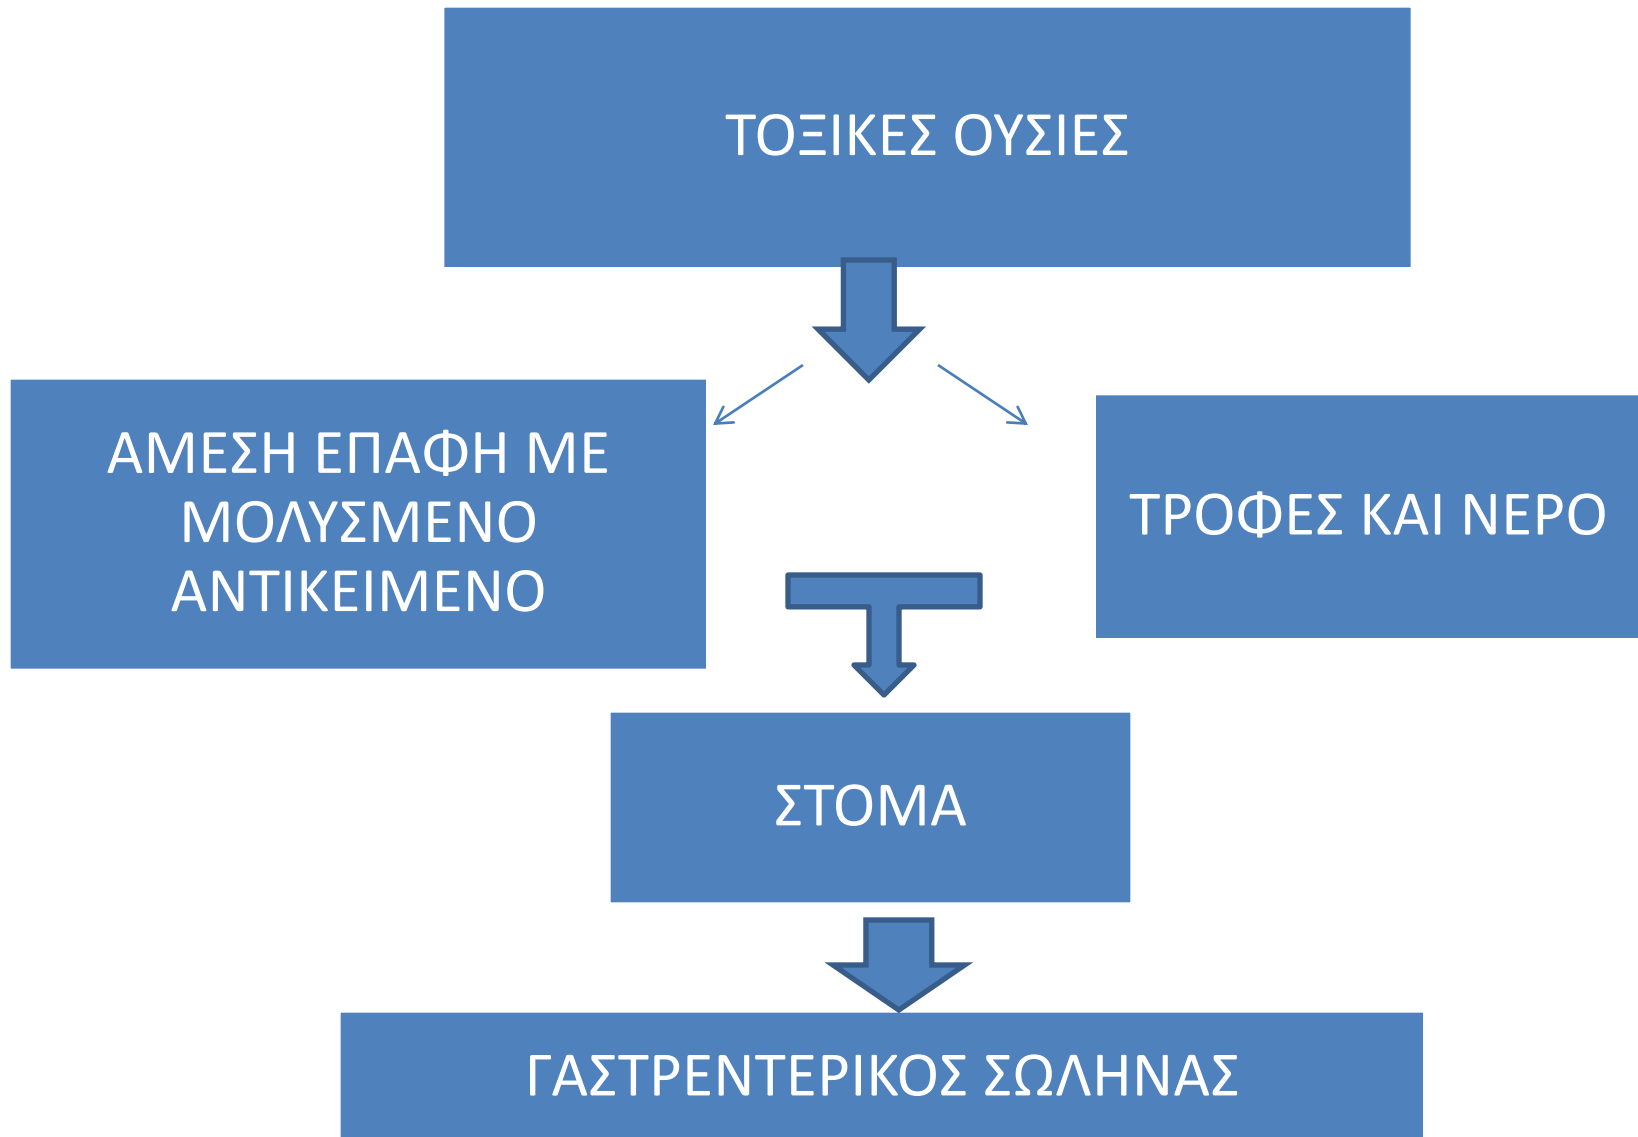 ΤΟΞΙΚΕΣ ΟΥΣΙΕΣ
ΑΜΕΣΗ ΕΠΑΦΗ ΜΕ
ΜΟΛΥΣΜΕΝΟ
ΑΝΤΙΚΕΙΜΕΝΟ
ΤΡΟΦΕΣ ΚΑΙ ΝΕΡΟ
ΣΤΟΜΑ
ΓΑΣΤΡΕΝΤΕΡΙΚΟΣ ΣΩΛΗΝΑΣ